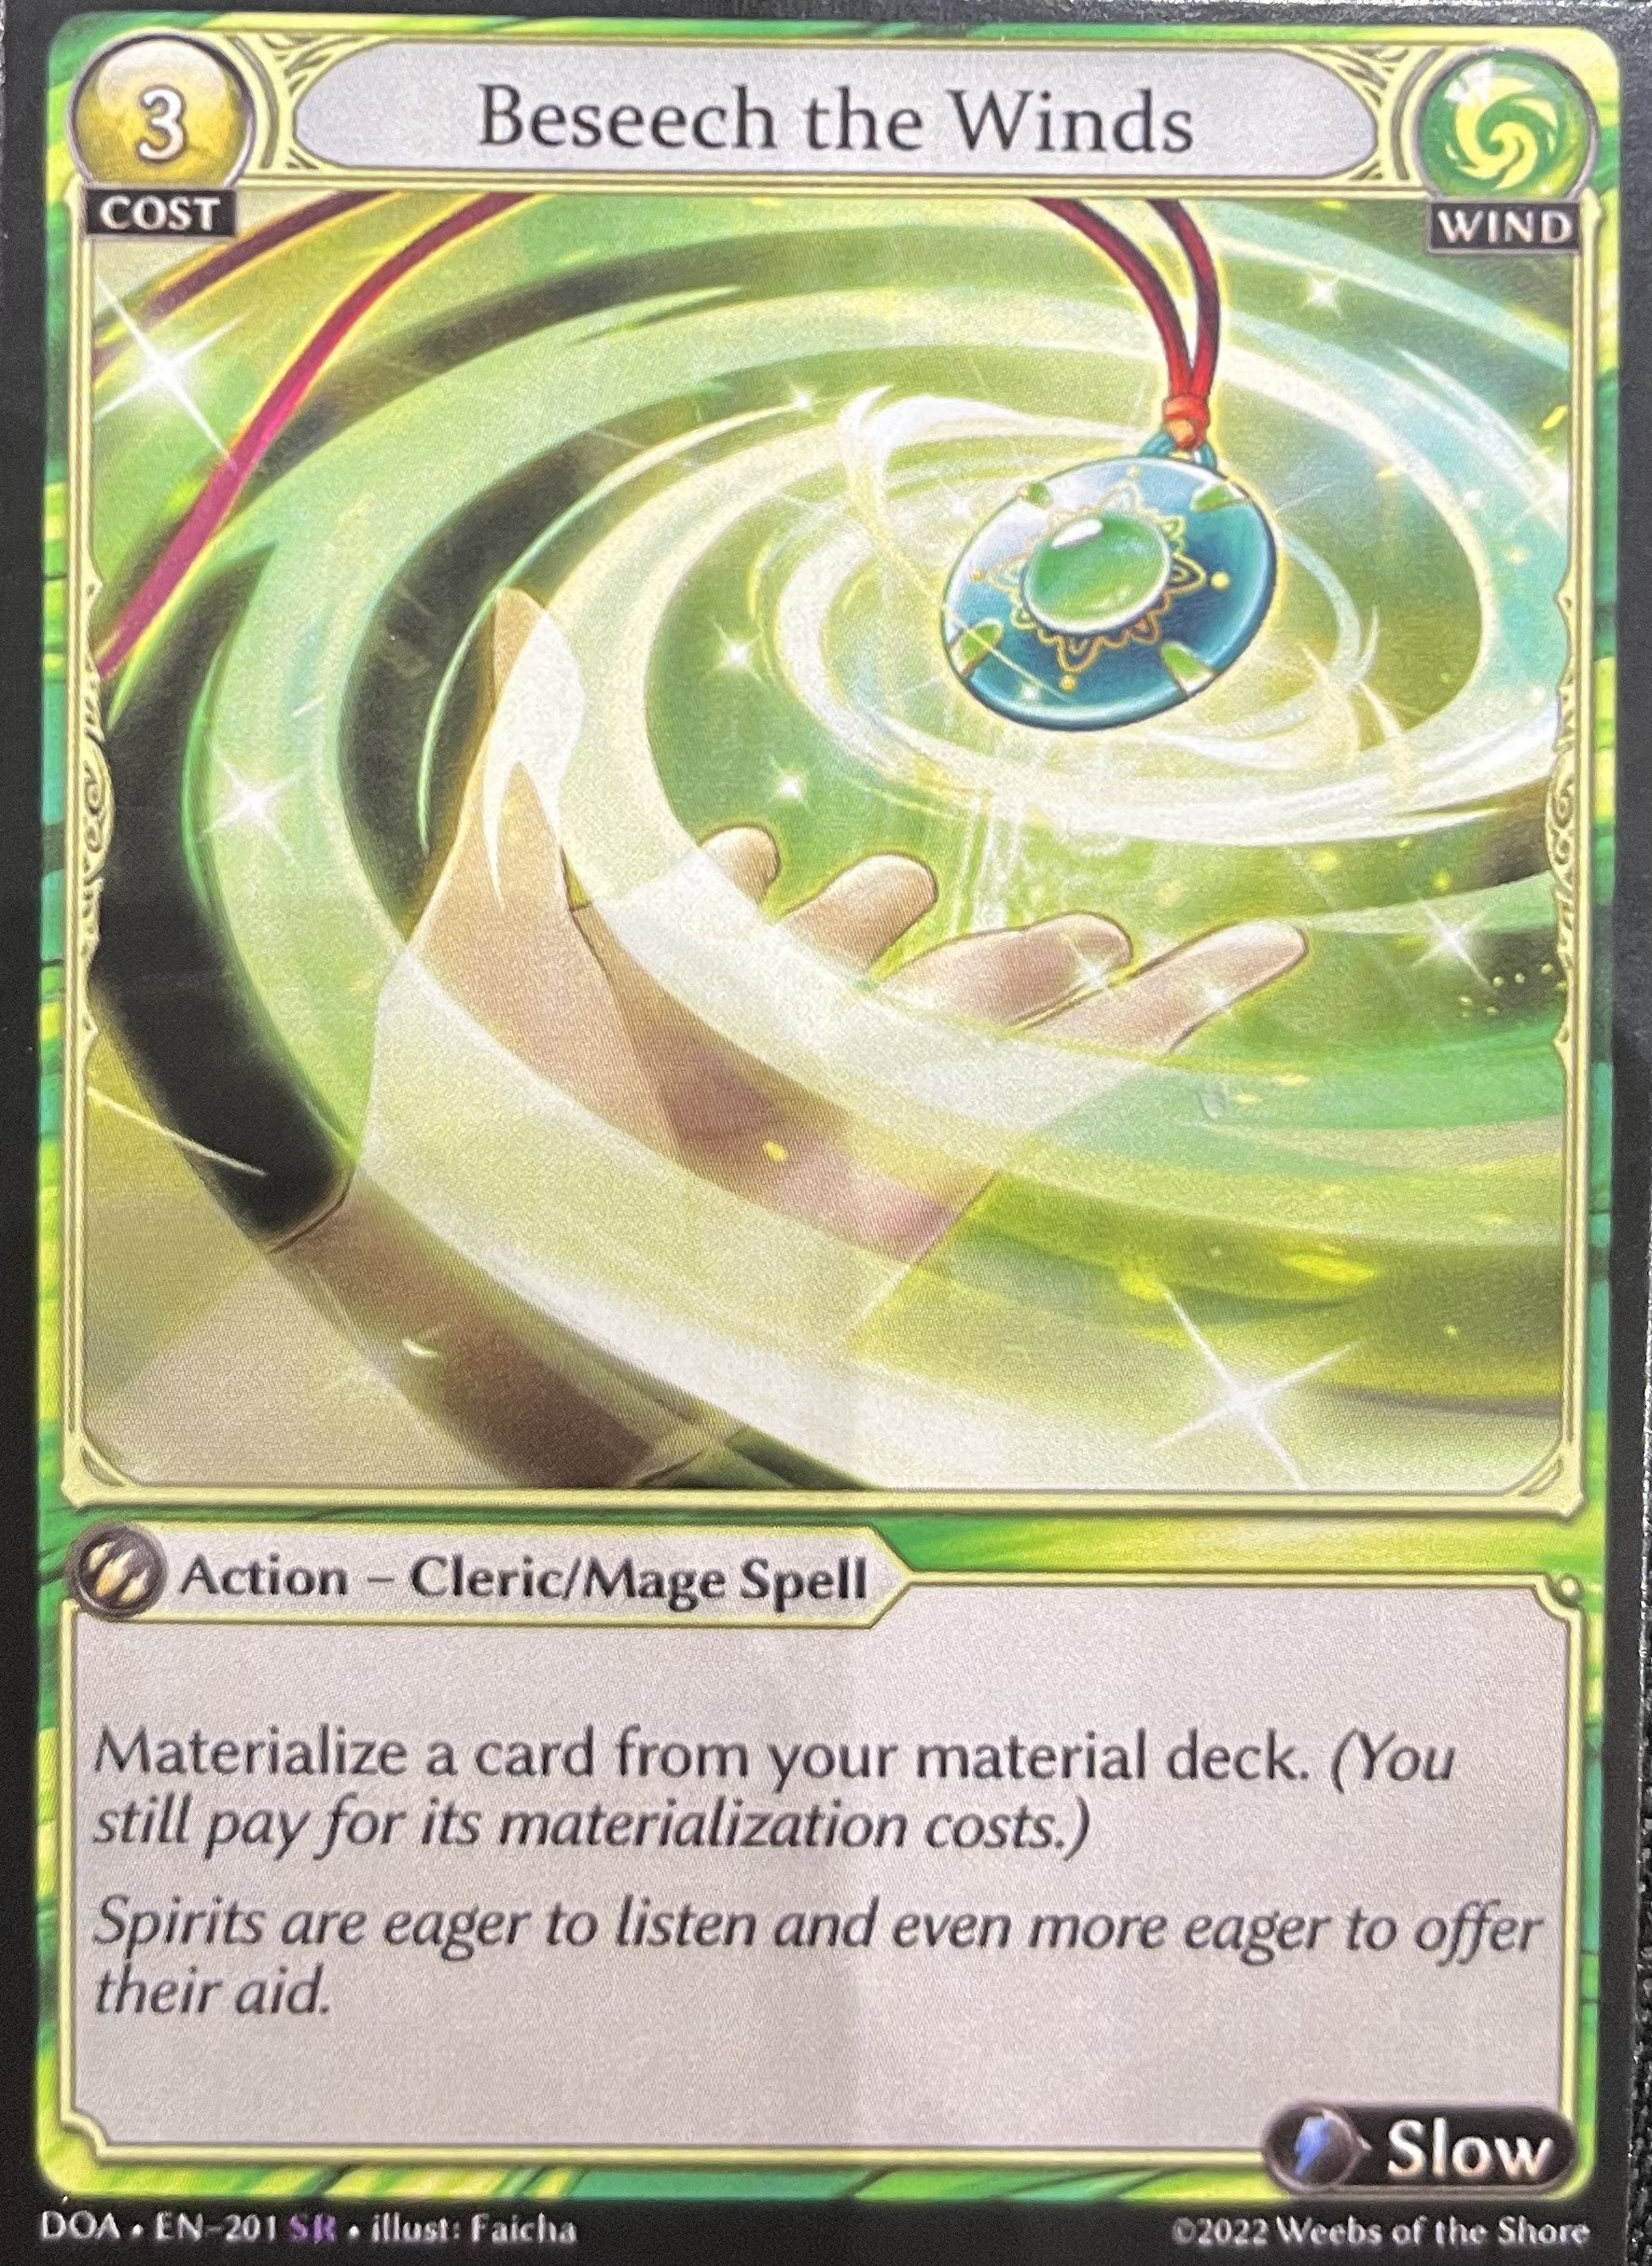 3
Beseech the Winds
COST
WIND
Action – Cleric/Mage Spell
Materialize a card from your material deck. (You
still pay for its materialization costs.)
Spirits are eager to listen and even more eager to offer
their aid.
Slow
DOA • EN-201 SR • illust: Faicha
©2022 Weebs of the Shore